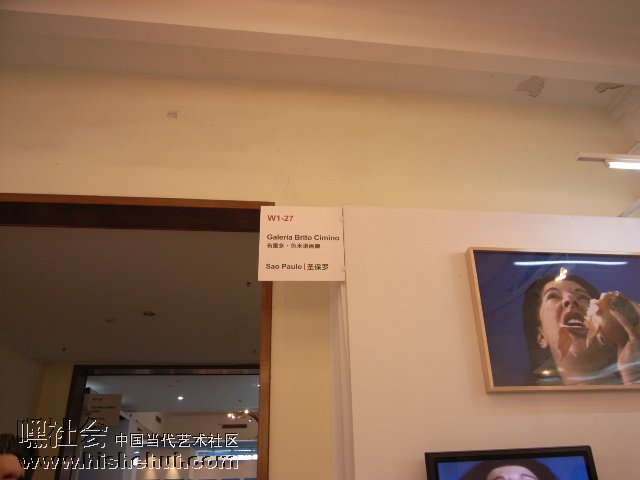 W1-27
Galeria Brito Cimino
Sao Paulo | 圣保罗
嘿社会 中国当代艺术社区
www.hishehui.com